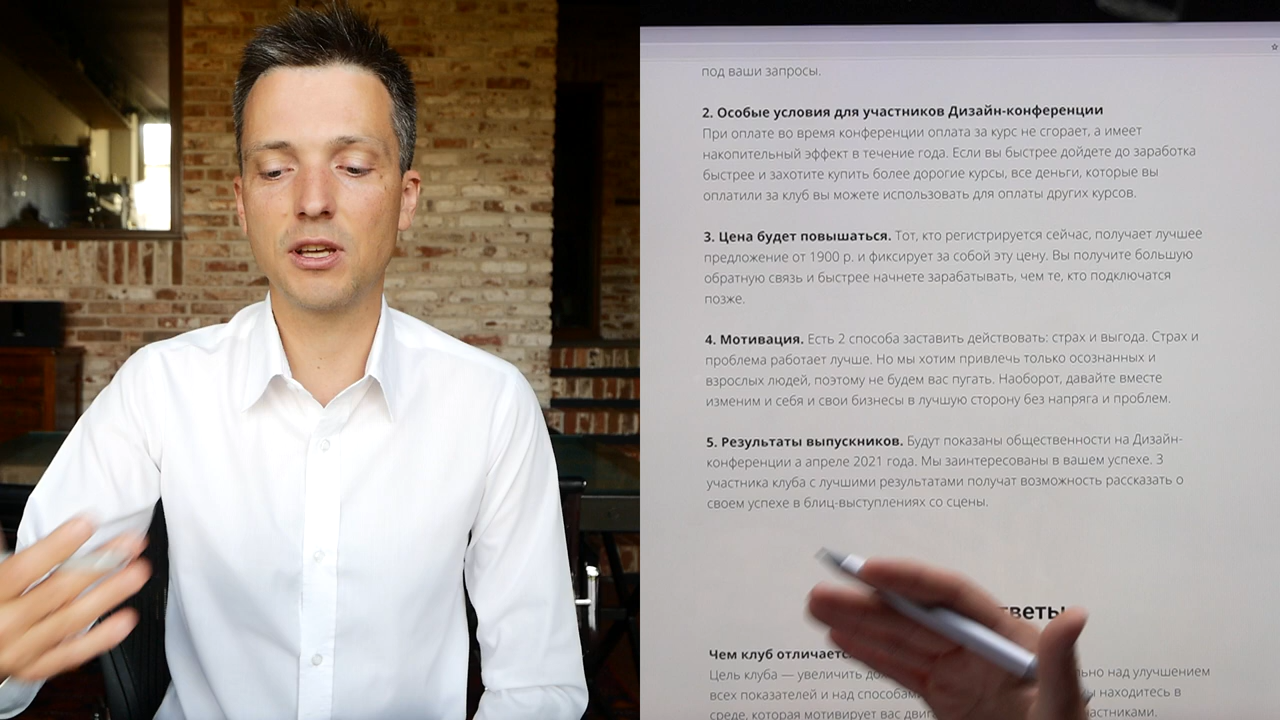 под ваши запросы.
2. Особые условия для участников Дизайн-конференции
При оплате во время конференции оплата за курс не сгорает, а имеет
накопительный эффект в течение года. Если вы быстрее дойдете до заработка
быстрее и захотите купить более дорогие курсы, все деньги, которые вы
оплатили за клуб вы можете использовать для оплаты других курсов.
3. Цена будет повышаться. Тот, кто регистрируется сейчас, получает лучшее
предложение от 1900 р. и фиксирует за собой эту цену. Вы получите большую
обратную связь и быстрее начнете зарабатывать, чем те, кто подключатся
позже.
4. Мотивация. Есть 2 способа заставить действовать: страх и выгода. Страх и
проблема работает лучше. Но мы хотим привлечь только осознанных и
взрослых людей, поэтому не будем вас пугать. Наоборот, давайте вместе
изменим и себя и свои бизнесы в лучшую сторону без напряга и проблем.
5. Результаты выпускников. Будут показаны общественности на Дизайн-
конференции а апреле 2021 года. Мы заинтересованы в вашем успехе. 3
участника клуба с лучшими результатами получат возможность рассказать о
своем успехе в блиц-выступлениях со сцены.
Чем клуб отличаетс
Цель клуба — увеличить над улучшением
всех показателей и над способами находитесь в
среде, которая мотивирует вас